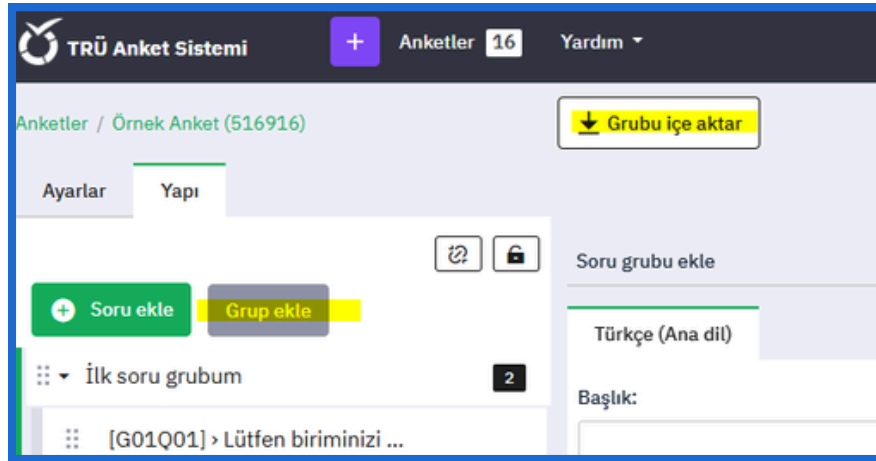 TRÜ Anket Sistemi + Anketler 16 Yardım
Anketler / Örnek Anket (516916) Grubu içe aktar
Ayarlar Yapı
Soru grubu ekle
Soru ekle Grup ekle
Türkçe (Ana dil)
İlk soru grubum 2
Başlık:
[G01Q01] › Lütfen biriminizi ...